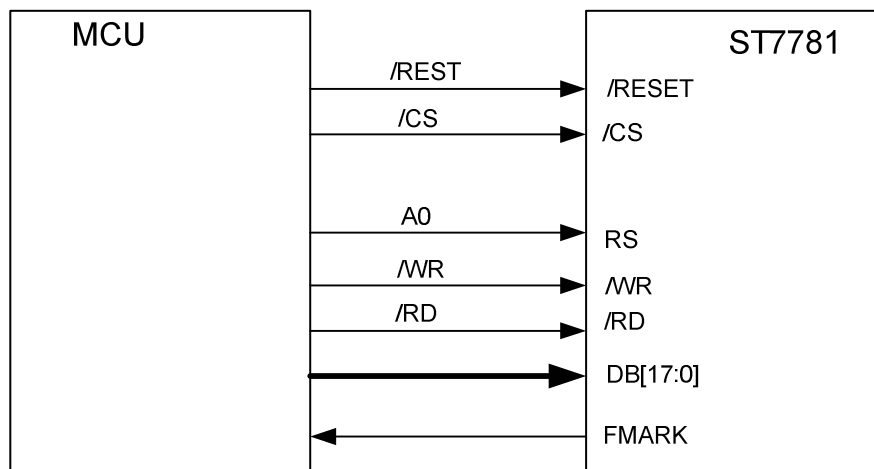 MCU
ST7781
/REST
/RESET
/CS
/CS
A0
RS
/WR
/WR
/RD
/RD
DB[17:0]
FMARK